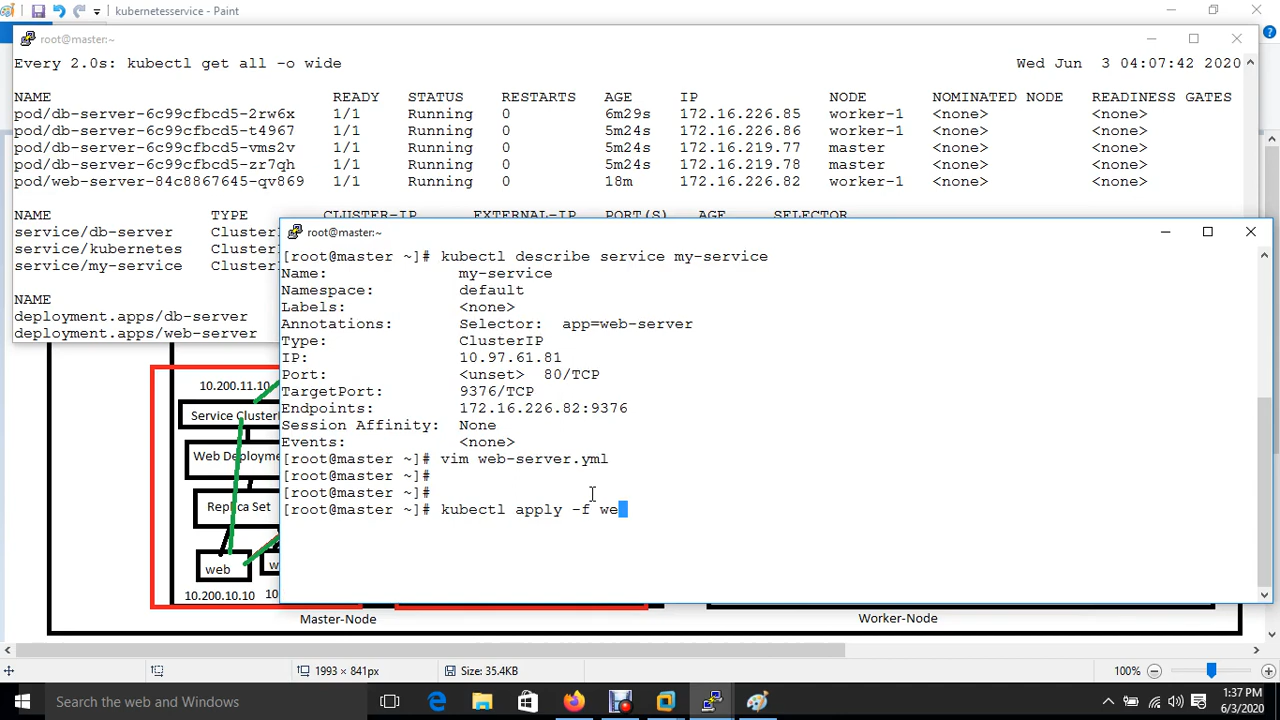 kubernetesservice - Paint
root@master:~
Every 2.0s: kubectl get all -o wide Wed Jun 3 04:07:42 2020
NAME READY STATUS RESTARTS AGE IP NODE NOMINATED NODE READINESS GATES
pod/db-server-6c99cfbcd5-2rw6x 1/1 Running 0 6m29s 172.16.226.85 worker-1 <none> <none>
pod/db-server-6c99cfbcd5-t4967 1/1 Running 0 5m24s 172.16.226.86 worker-1 <none> <none>
pod/db-server-6c99cfbcd5-vms2v 1/1 Running 0 5m24s 172.16.219.77 master <none> <none>
pod/db-server-6c99cfbcd5-zr7qh 1/1 Running 0 5m24s 172.16.219.78 master <none> <none>
pod/web-server-84c8867645-qv869 1/1 Running 0 18m 172.16.226.82 worker-1 <none> <none>
NAME TYPE CLUSTER-IP EXTERNAL-IP PORT(S) AGE SELECTOR
service/db-server ClusterI
service/kubernetes ClusterI
service/my-service ClusterI
NAME
deployment.apps/db-server
deployment.apps/web-server
root@master:~
[root@master ~]# kubectl describe service my-service
Name: my-service
Namespace: default
Labels: <none>
Annotations: Selector: app=web-server
Type: ClusterIP
IP: 10.97.61.81
Port: <unset> 80/TCP
TargetPort: 9376/TCP
Endpoints: 172.16.226.82:9376
Session Affinity: None
Events: <none>
[root@master ~]# vim web-server.yml
[root@master ~]#
[root@master ~]#
[root@master ~]# kubectl apply -f we
10.200.11.10
Service Cluster
Web Deploym
Replica Set
web w
10.200.10.10 10
Master-Node Worker-Node
1993 × 841px Size: 35.4KB 100%
Search the web and Windows
1:37 PM
6/3/2020